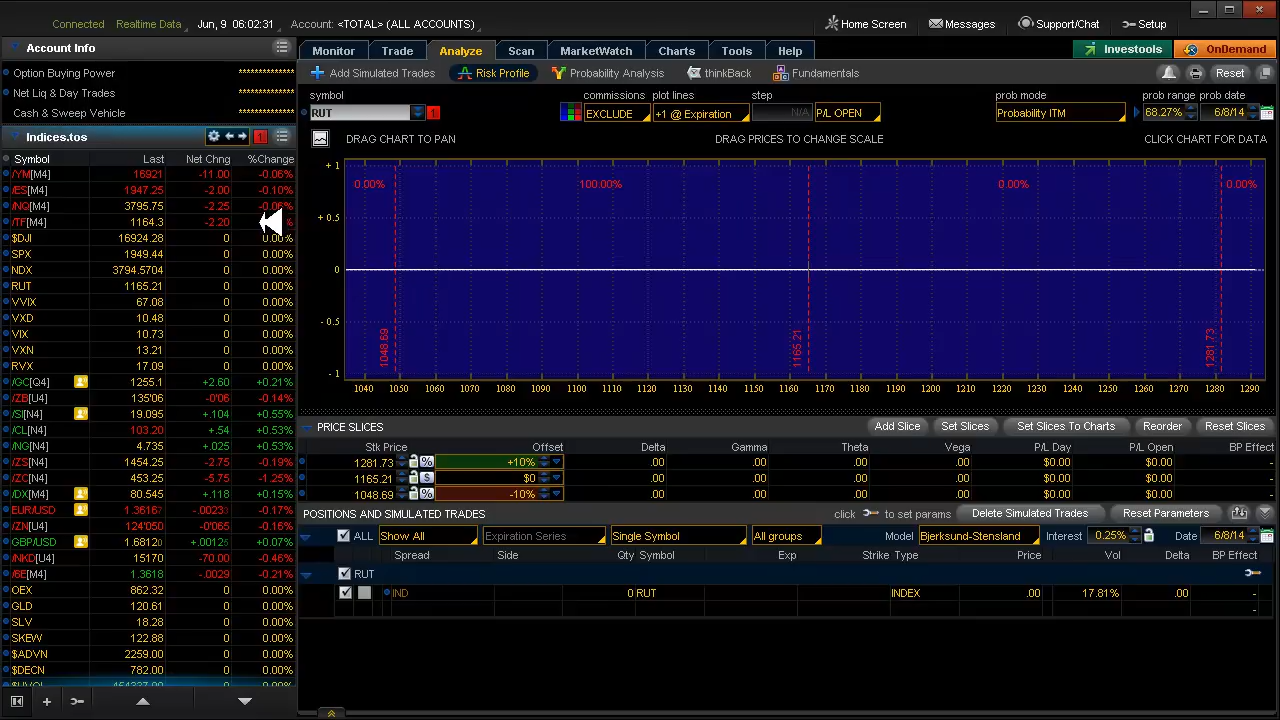 Connected Realtime Data Jun, 9 06:02:31 Account: <TOTAL> (ALL ACCOUNTS) Home Screen Messages Support/Chat Setup
Account Info
Option Buying Power **************
Net Liq & Day Trades **************
Cash & Sweep Vehicle **************
Indices.tos 1
Symbol Last Net Chng %Change
/YM[M4] 16921 -11.00 -0.06%
/ES[M4] 1947.25 -2.00 -0.10%
/NQ[M4] 3795.75 -2.25 -0.06%
/TF[M4] 1164.3 -2.20
$DJI 16924.28 0 0.00%
SPX 1949.44 0 0.00%
NDX 3794.5704 0 0.00%
RUT 1165.21 0 0.00%
VVIX 67.08 0 0.00%
VXD 10.48 0 0.00%
VIX 10.73 0 0.00%
VXN 13.21 0 0.00%
RVX 17.09 0 0.00%
/GC[Q4] 1255.1 +2.60 +0.21%
/ZB[U4] 135'06 -0'06 -0.14%
/SI[N4] 19.095 +.104 +0.55%
/CL[N4] 103.20 +.54 +0.53%
/NG[N4] 4.735 +.025 +0.53%
/ZS[N4] 1454.25 -2.75 -0.19%
/ZC[N4] 453.25 -5.75 -1.25%
/DX[M4] 80.545 +.118 +0.15%
EUR/USD 1.36167 -.00233 -0.17%
/ZN[U4] 124'050 -0'065 -0.16%
GBP/USD 1.68120 +.00125 +0.07%
/NKD[U4] 15170 -70.00 -0.46%
/6E[M4] 1.3618 -.0029 -0.21%
OEX 862.32 0 0.00%
GLD 120.61 0 0.00%
SLV 18.28 0 0.00%
SKEW 122.88 0 0.00%
$ADVN 2259.00 0 0.00%
$DECN 782.00 0 0.00%
Monitor Trade Analyze Scan MarketWatch Charts Tools Help Investools OnDemand
Add Simulated Trades Risk Profile Probability Analysis thinkBack Fundamentals Reset
symbol commissions plot lines step prob mode prob range prob date
RUT 1 EXCLUDE +1 @ Expiration N/A P/L OPEN Probability ITM 68.27% 6/8/14
DRAG CHART TO PAN DRAG PRICES TO CHANGE SCALE CLICK CHART FOR DATA
+ 1
0.00% 100.00% 0.00% 0.00%
+ 0.5
0
- 0.5
1048.69 1165.21 1281.73
- 1
1040 1050 1060 1070 1080 1090 1100 1110 1120 1130 1140 1150 1160 1170 1180 1190 1200 1210 1220 1230 1240 1250 1260 1270 1280 1290
PRICE SLICES Add Slice Set Slices Set Slices To Charts Reorder Reset Slices
Stk Price Offset Delta Gamma Theta Vega P/L Day P/L Open BP Effect
1281.73 % +10% .00 .00 .00 .00 $0.00 $0.00
1165.21 $ $0 .00 .00 .00 .00 $0.00 $0.00
1048.69 % -10% .00 .00 .00 .00 $0.00 $0.00
POSITIONS AND SIMULATED TRADES click to set params Delete Simulated Trades Reset Parameters
ALL Show All Expiration Series Single Symbol All groups Model Bjerksund-Stensland Interest 0.25% Date 6/8/14
Spread Side Qty Symbol Exp Strike Type Price Vol Delta BP Effect
RUT -
IND 0 RUT INDEX .00 17.81% .00 -
-